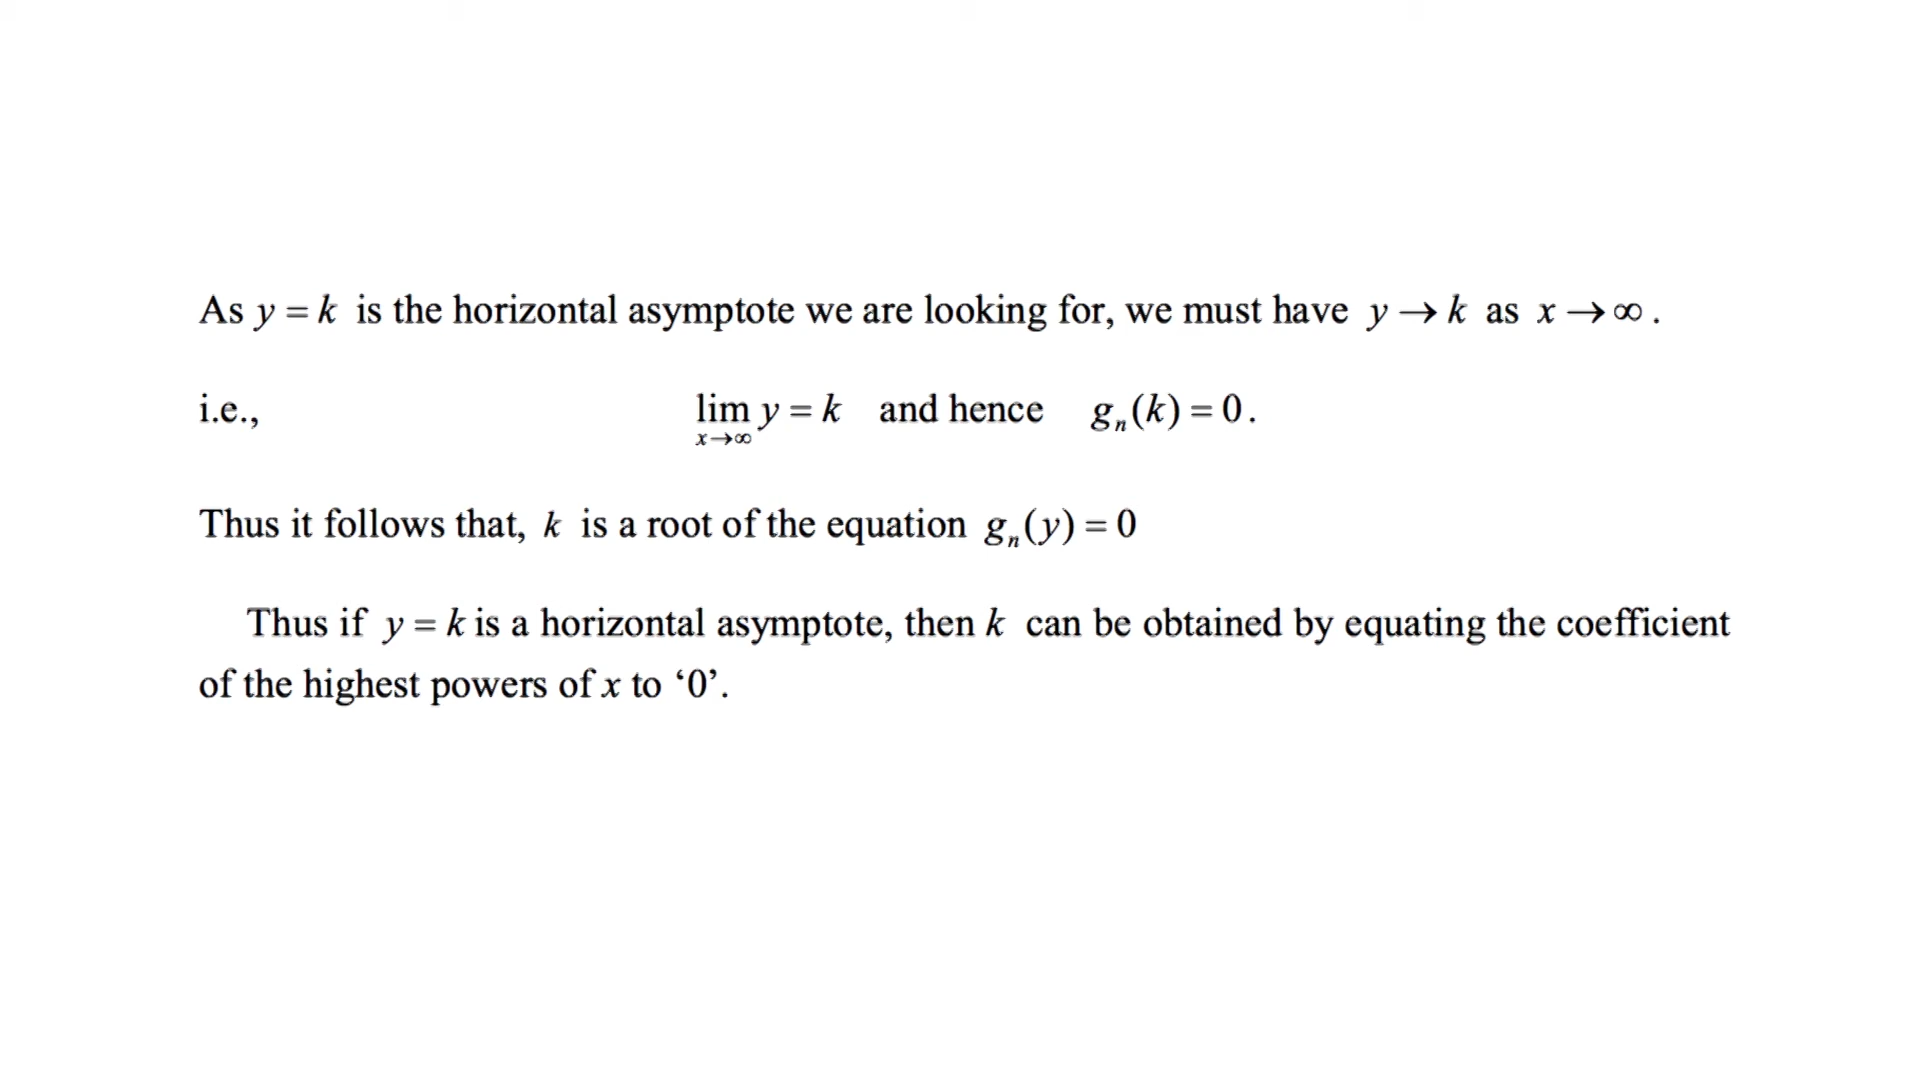 As y = k is the horizontal asymptote we are looking for, we must have y → k as x → ∞ .
i.e., lim y = k and hence gₙ(k) = 0 .
x→∞
Thus it follows that, k is a root of the equation gₙ(y) = 0
Thus if y = k is a horizontal asymptote, then k can be obtained by equating the coefficient
of the highest powers of x to ‘0’.